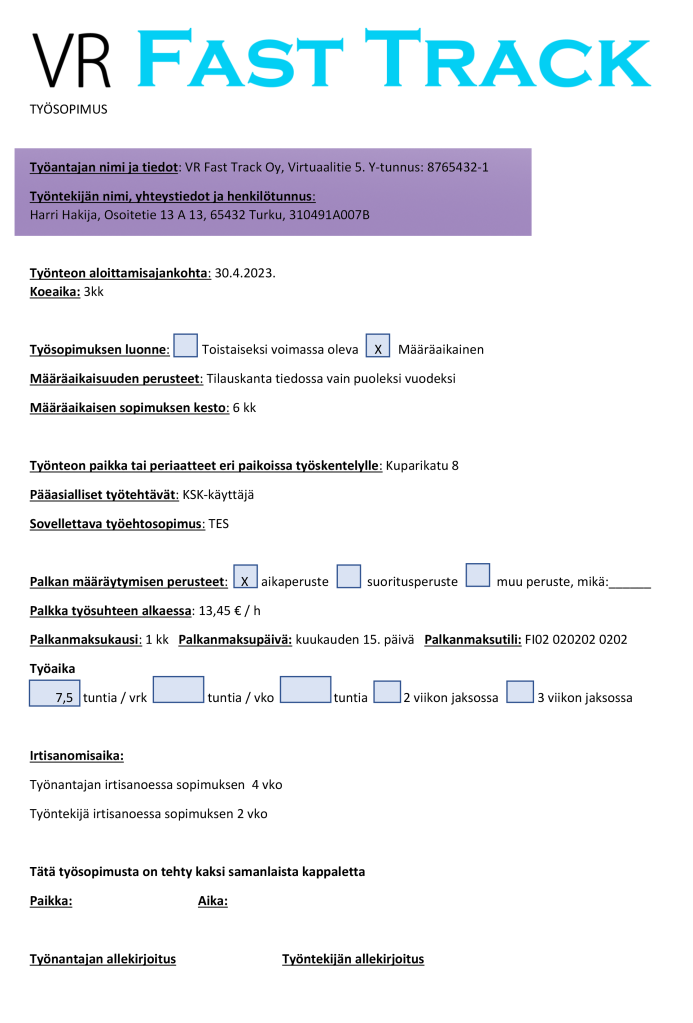 VR FAST TRACK
TYÖSOPIMUS
Työantajan nimi ja tiedot: VR Fast Track Oy, Virtuaalitie 5. Y-tunnus: 8765432-1
Työntekijän nimi, yhteystiedot ja henkilötunnus:
Harri Hakija, Osoitetie 13 A 13, 65432 Turku, 310491A007B
Työnteon aloittamisajankohta: 30.4.2023.
Koeaika: 3kk
Työsopimuksen luonne: Toistaiseksi voimassa oleva X Määräaikainen
Määräaikaisuuden perusteet: Tilauskanta tiedossa vain puoleksi vuodeksi
Määräaikaisen sopimuksen kesto: 6 kk
Työnteon paikka tai periaatteet eri paikoissa työskentelylle: Kuparikatu 8
Pääasialliset työtehtävät: KSK-käyttäjä
Sovellettava työehtosopimus: TES
Palkan määräytymisen perusteet: X aikaperuste suoritusperuste muu peruste, mikä:______
Palkka työsuhteen alkaessa: 13,45 € / h
Palkanmaksukausi: 1 kk Palkanmaksupäivä: kuukauden 15. päivä Palkanmaksutili: FI02 020202 0202
Työaika
7,5 tuntia / vrk tuntia / vko tuntia 2 viikon jaksossa 3 viikon jaksossa
Irtisanomisaika:
Työnantajan irtisanoessa sopimuksen 4 vko
Työntekijä irtisanoessa sopimuksen 2 vko
Tätä työsopimusta on tehty kaksi samanlaista kappaletta
Paikka: Aika:
Työnantajan allekirjoitus Työntekijän allekirjoitus